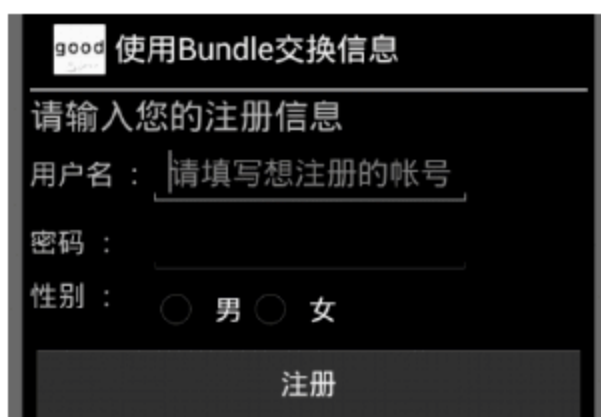 good 使用Bundle交换信息
请输入您的注册信息
用户名 : 请填写想注册的帐号
密码 :
性别 : 男 女
注册